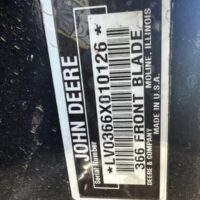 JOHN DEERE
Serial Number
*LV0366X010126*
366 FRONT BLADE
DEERE & COMPANY MOLINE, ILLINOIS
MADE IN U.S.A.